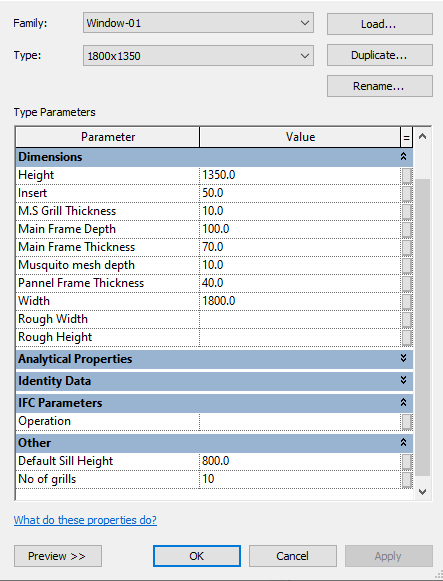 Family: Window-01 Load...
Type: 1800x1350 Duplicate...
Rename...
Type Parameters
Parameter Value =
Dimensions
Height 1350.0
Insert 50.0
M.S Grill Thickness 10.0
Main Frame Depth 100.0
Main Frame Thickness 70.0
Musquito mesh depth 10.0
Pannel Frame Thickness 40.0
Width 1800.0
Rough Width
Rough Height
Analytical Properties
Identity Data
IFC Parameters
Operation
Other
Default Sill Height 800.0
No of grills 10
What do these properties do?
Preview >> OK Cancel Apply